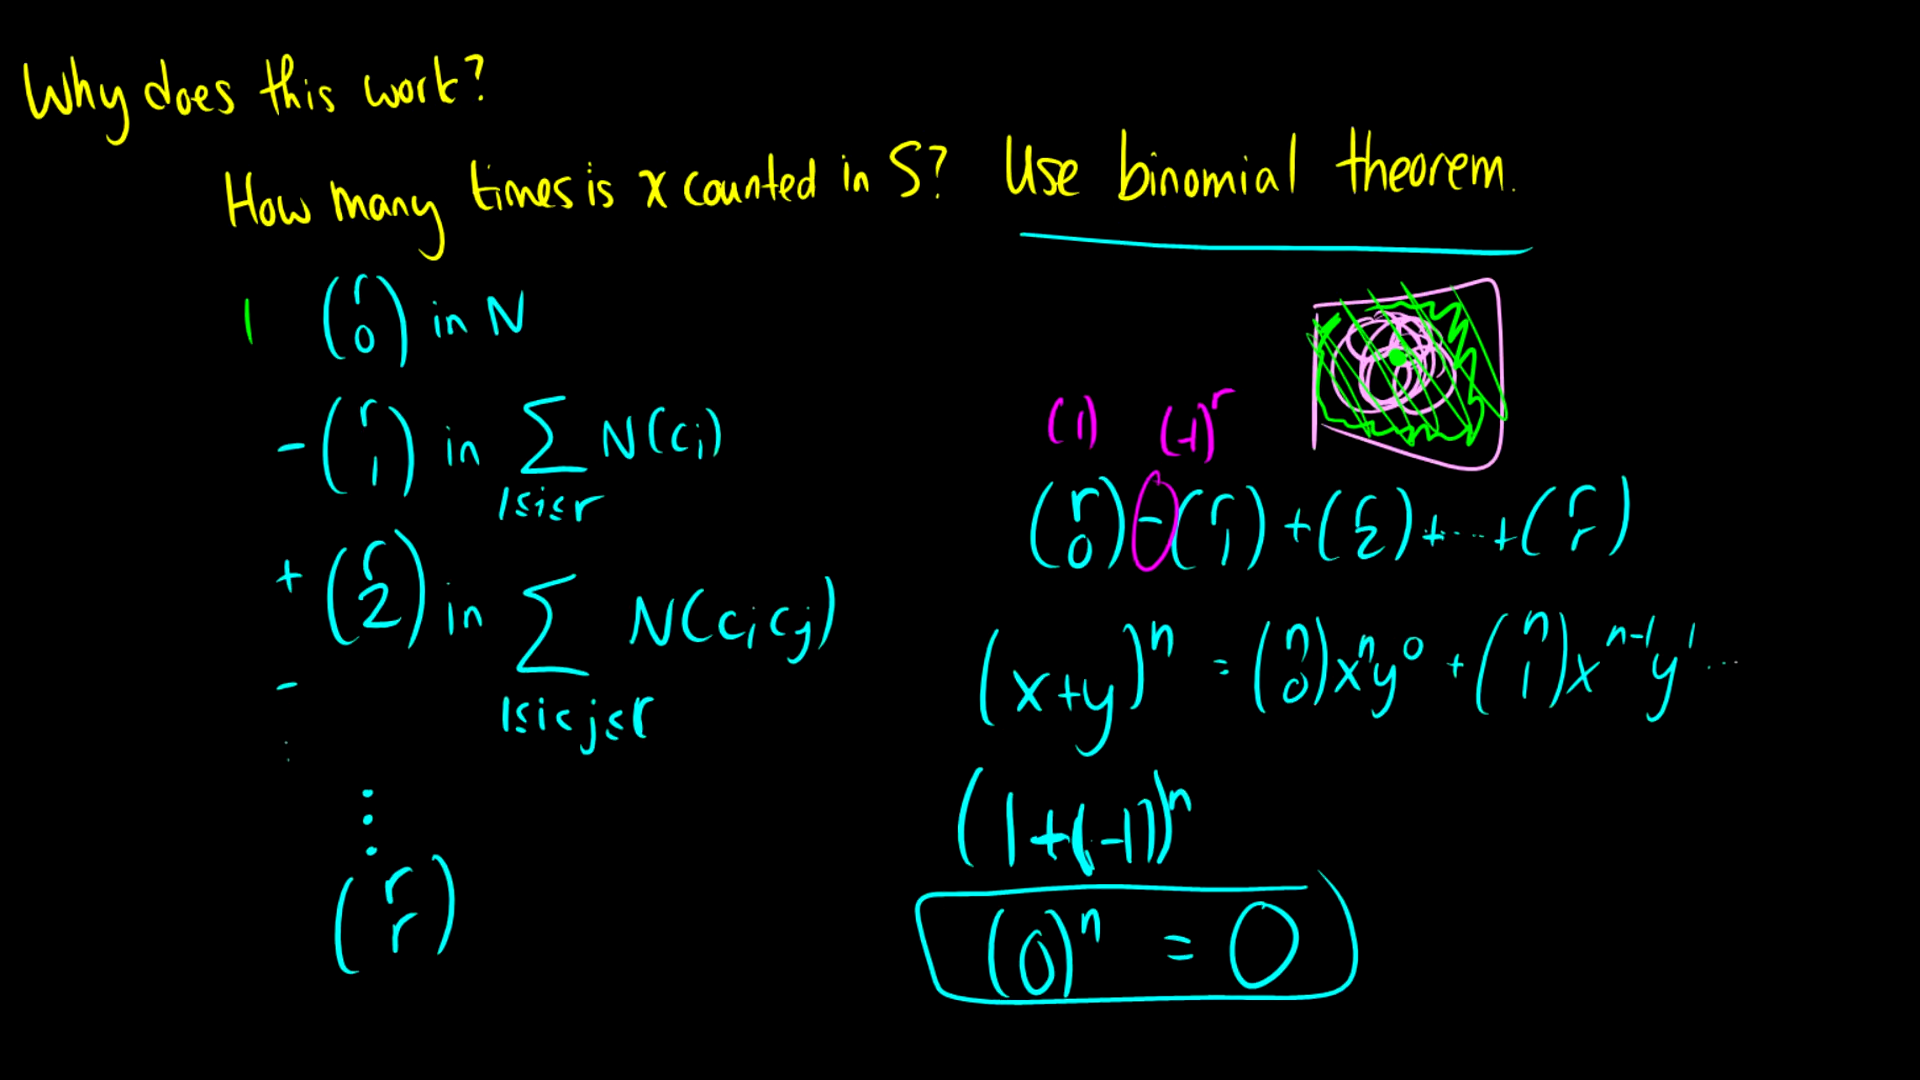 Why does this work?
How many times is x counted in S? Use binomial theorem.
1 (r 0) in N
- (r 1) in ∑ N(ci)
1≤i≤r
+ (r 2) in ∑ N(cicj)
1≤i<j≤r
-
⋮
⋮
(r r)
(1) (-1)^r
(r 0) - (r 1) + (r 2) + ... + (r r)
(x+y)^n = (n 0)x^n y^0 + (n 1)x^n-1 y^1 ...
(1+(-1))^n
(0)^n = 0